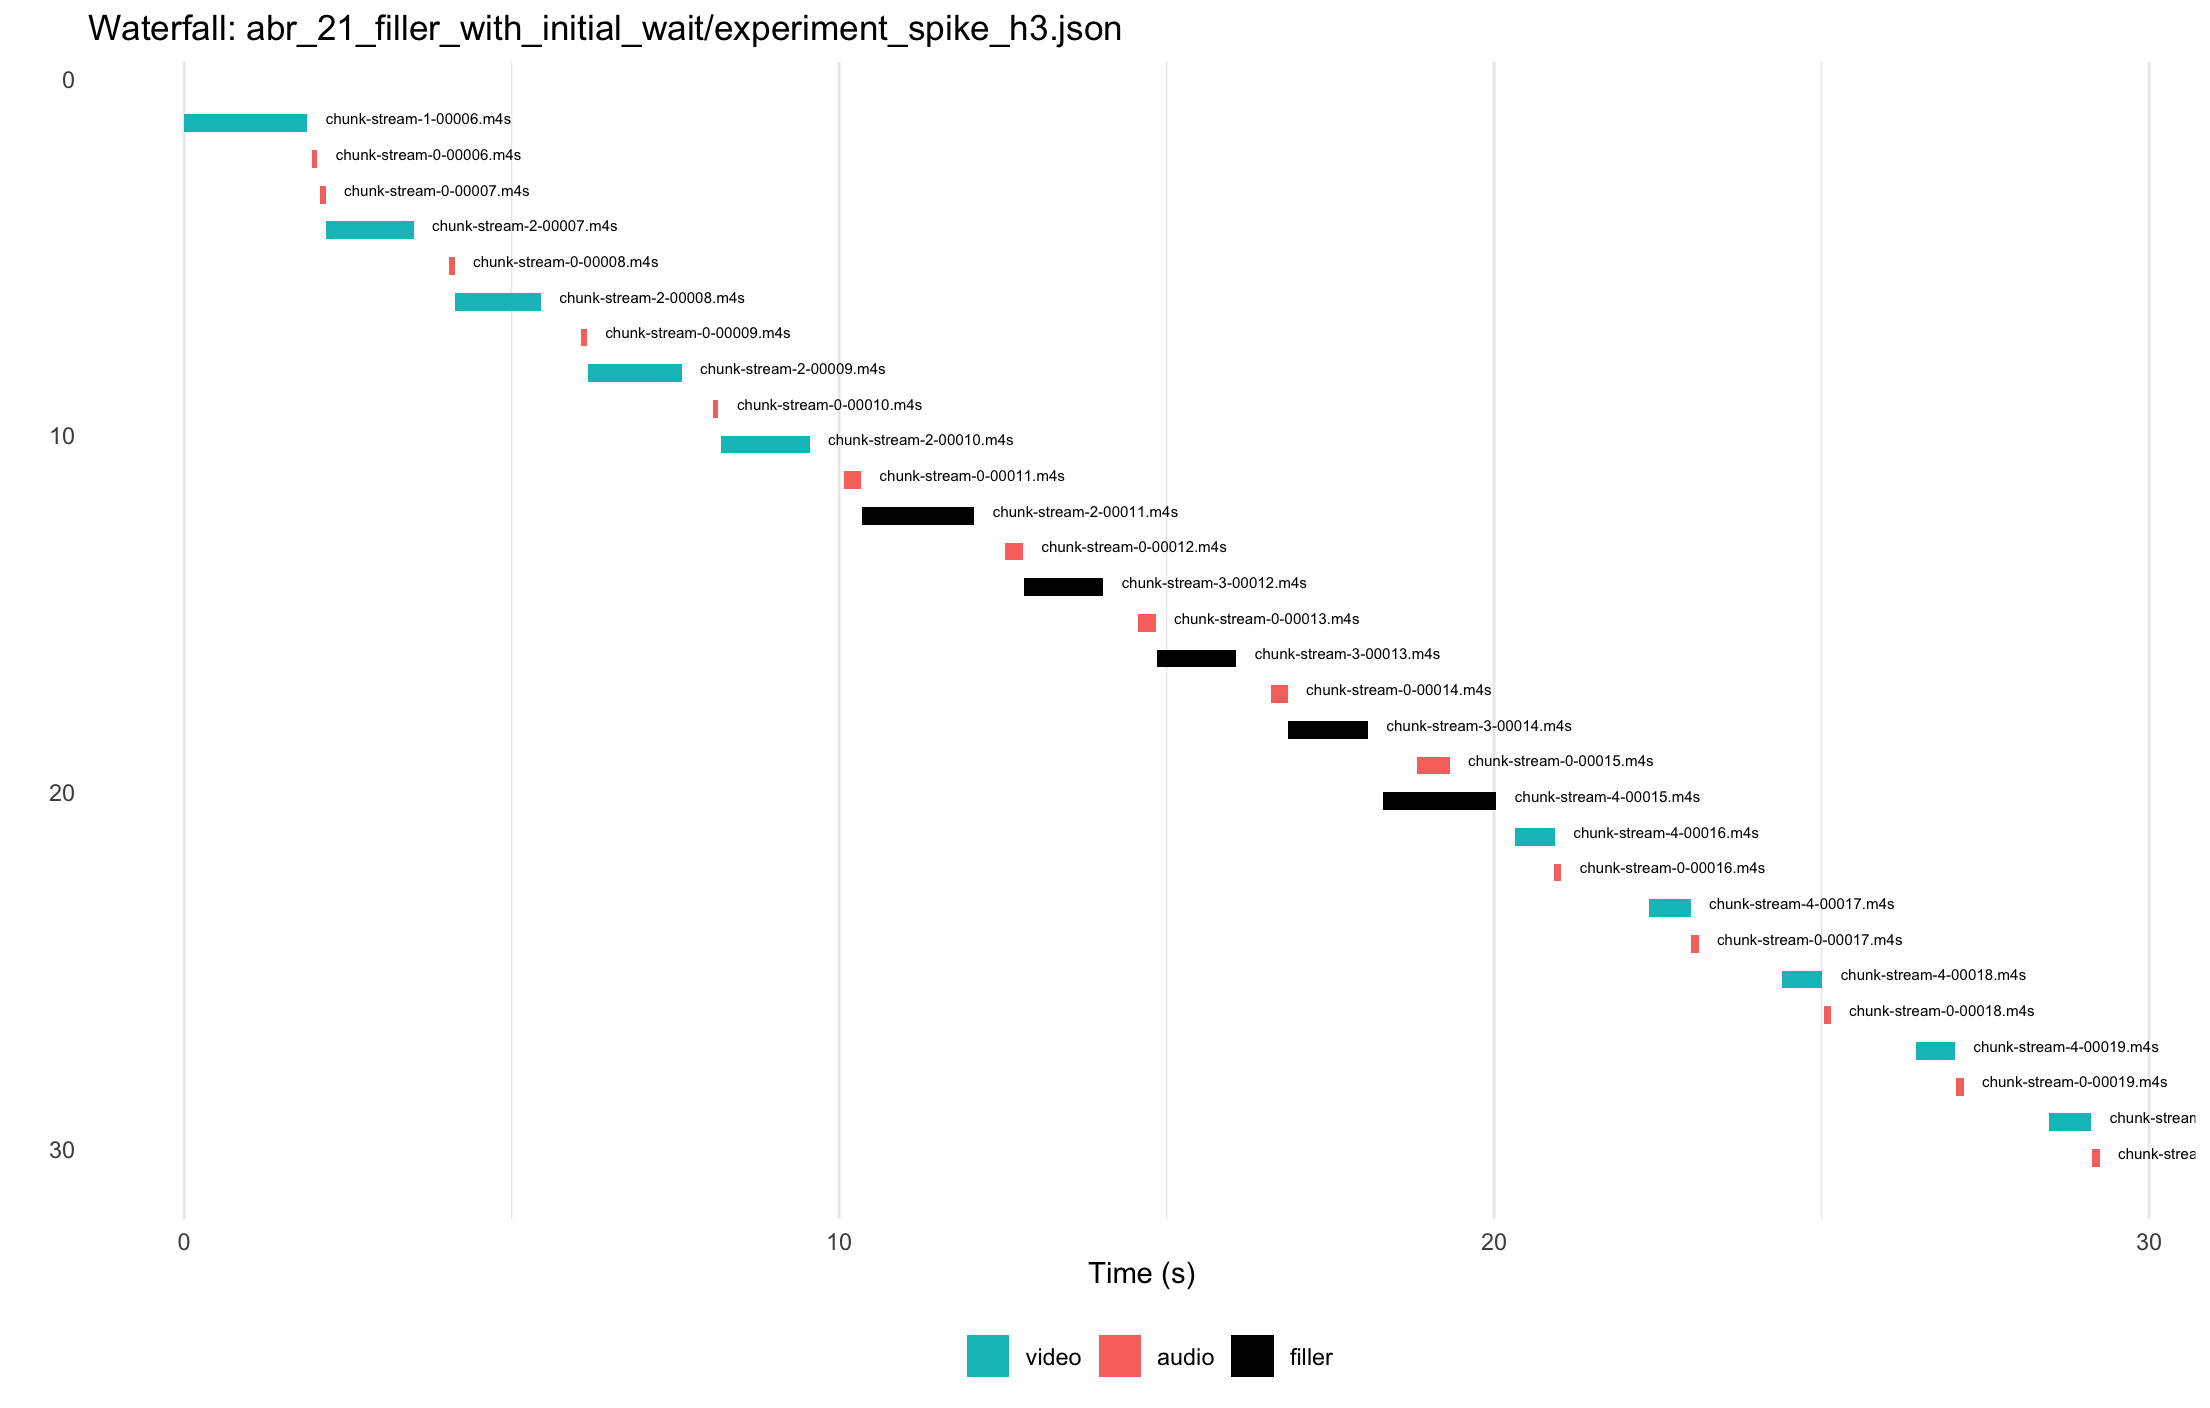 Waterfall: abr_21_filler_with_initial_wait/experiment_spike_h3.json
0
chunk-stream-1-00006.m4s
chunk-stream-0-00006.m4s
chunk-stream-0-00007.m4s
chunk-stream-2-00007.m4s
chunk-stream-0-00008.m4s
chunk-stream-2-00008.m4s
chunk-stream-0-00009.m4s
chunk-stream-2-00009.m4s
chunk-stream-0-00010.m4s
10
chunk-stream-2-00010.m4s
chunk-stream-0-00011.m4s
chunk-stream-2-00011.m4s
chunk-stream-0-00012.m4s
chunk-stream-3-00012.m4s
chunk-stream-0-00013.m4s
chunk-stream-3-00013.m4s
chunk-stream-0-00014.m4s
chunk-stream-3-00014.m4s
chunk-stream-0-00015.m4s
20
chunk-stream-4-00015.m4s
chunk-stream-4-00016.m4s
chunk-stream-0-00016.m4s
chunk-stream-4-00017.m4s
chunk-stream-0-00017.m4s
chunk-stream-4-00018.m4s
chunk-stream-0-00018.m4s
chunk-stream-4-00019.m4s
chunk-stream-0-00019.m4s
chunk-stream
30
chunk-strea
0 10 20 30
Time (s)
video audio filler